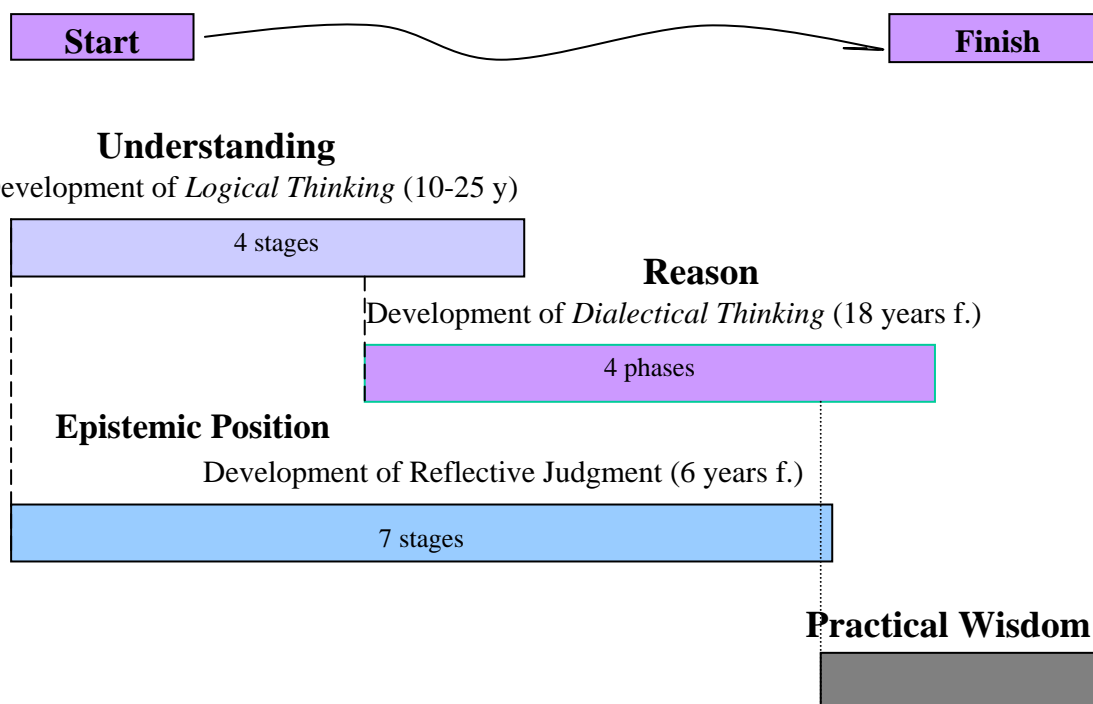 Start
Finish
Understanding
evelopment of Logical Thinking (10-25 y)
4 stages
Reason
Development of Dialectical Thinking (18 years f.)
4 phases
Epistemic Position
Development of Reflective Judgment (6 years f.)
7 stages
Practical Wisdom